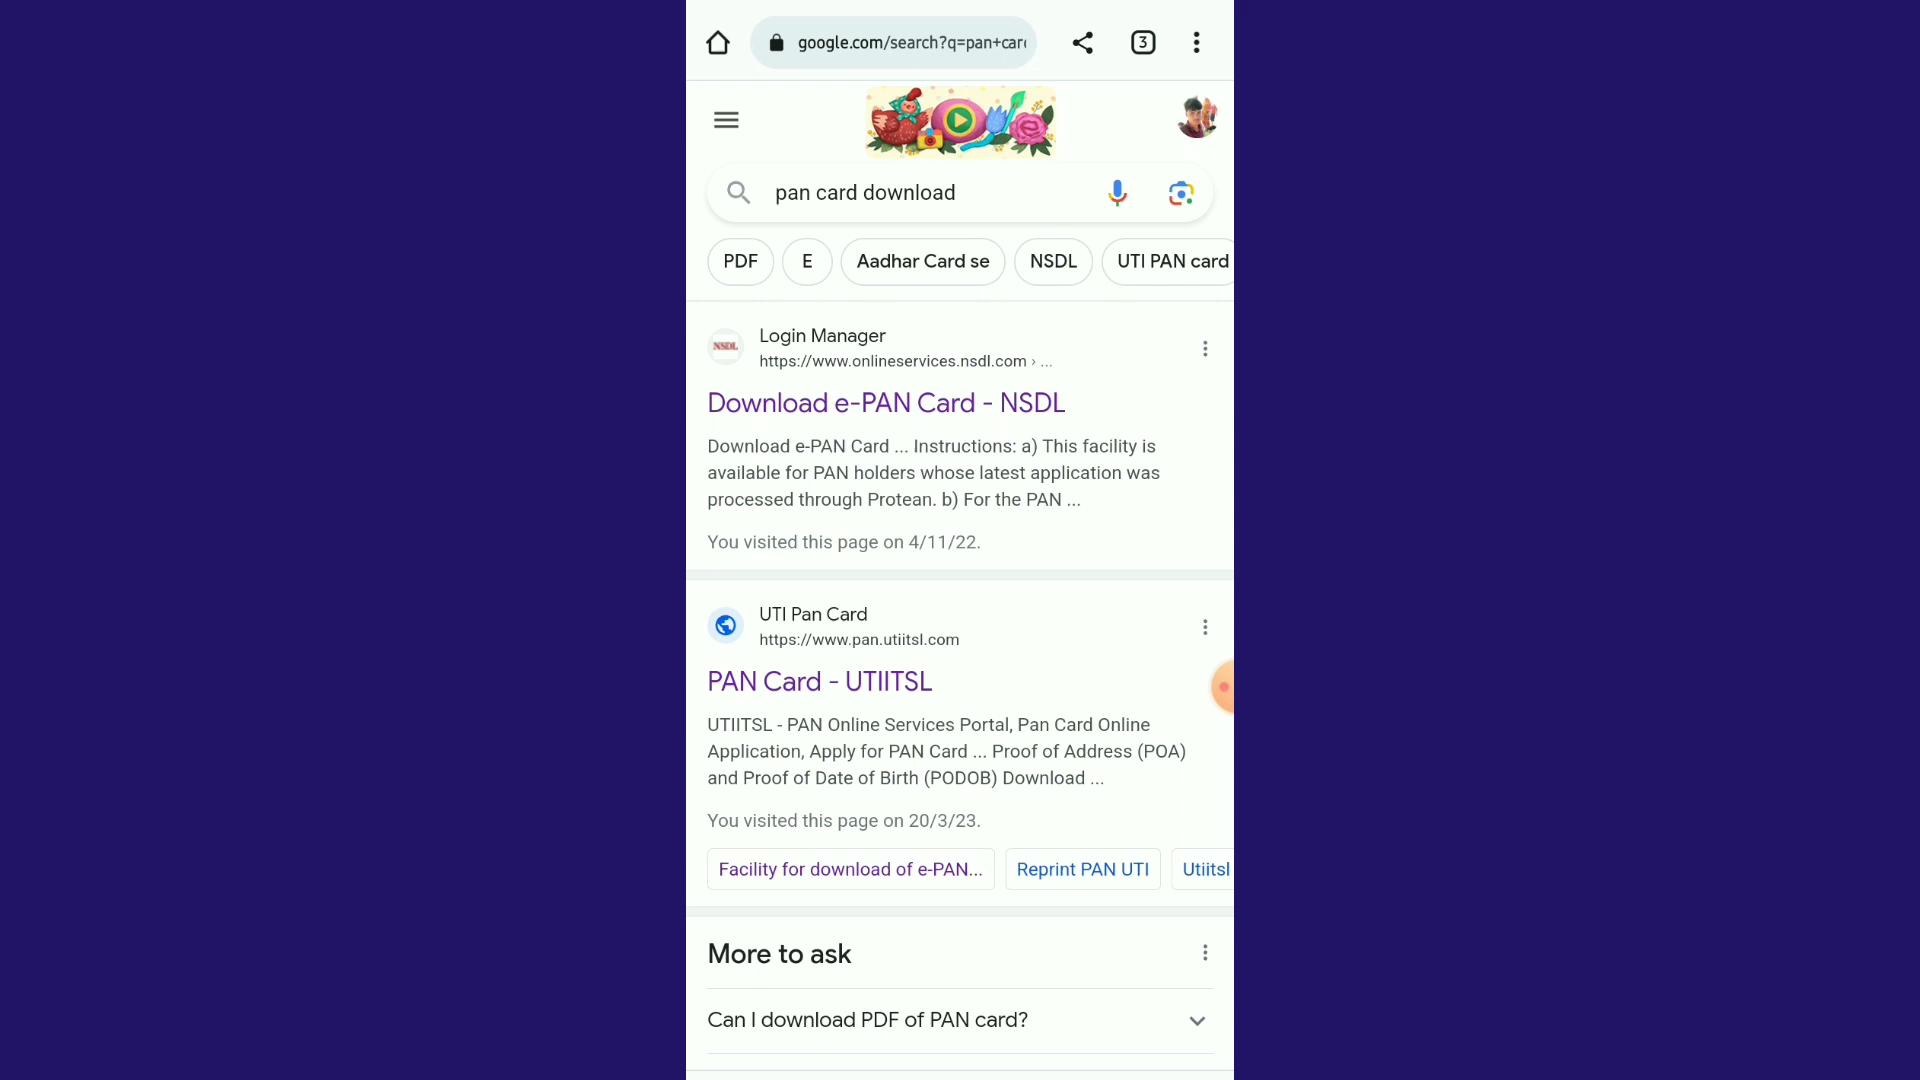 google.com/search?q=pan+car
3
pan card download
PDF
E
Aadhar Card se
NSDL
UTI PAN card
NSDL
Login Manager
https://www.onlineservices.nsdl.com › ...
Download e-PAN Card - NSDL
Download e-PAN Card ... Instructions: a) This facility is
available for PAN holders whose latest application was
processed through Protean. b) For the PAN ...
You visited this page on 4/11/22.
UTI Pan Card
https://www.pan.utiitsl.com
PAN Card - UTIITSL
UTIITSL - PAN Online Services Portal, Pan Card Online
Application, Apply for PAN Card ... Proof of Address (POA)
and Proof of Date of Birth (PODOB) Download ...
You visited this page on 20/3/23.
Facility for download of e-PAN...
Reprint PAN UTI
Utiitsl
More to ask
Can I download PDF of PAN card?